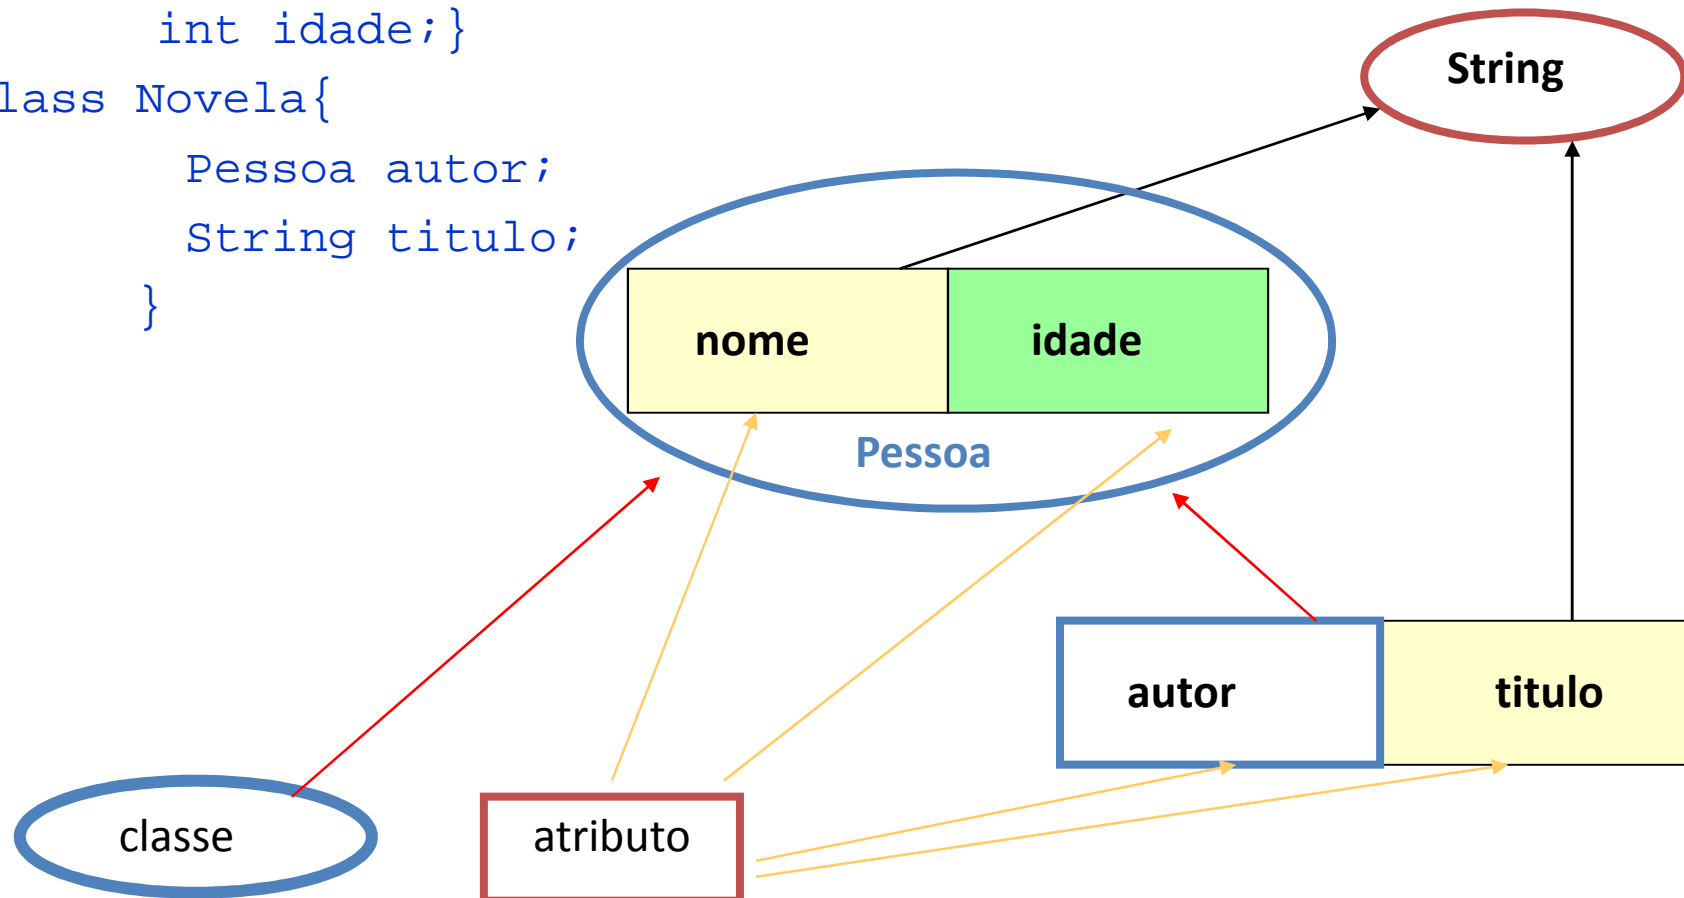 int idade;}
lass Novela{
Pessoa autor;
String titulo;
}
String
nome
idade
Pessoa
autor
titulo
classe
atributo